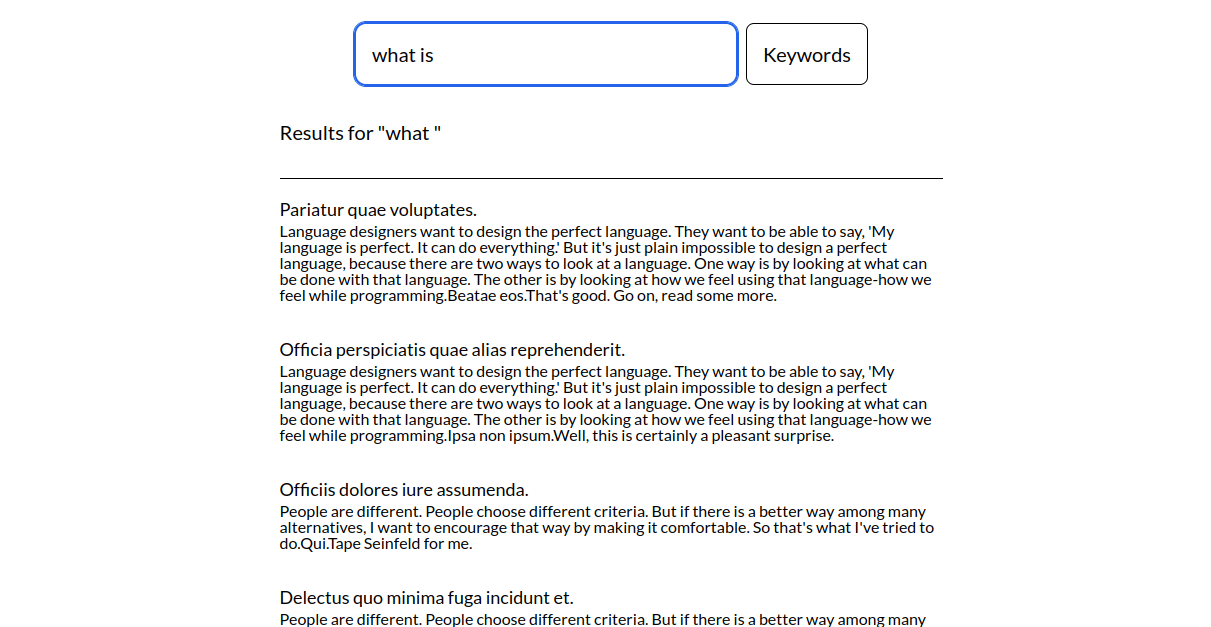 what is
Keywords
Results for "what "
Pariatur quae voluptates.
Language designers want to design the perfect language. They want to be able to say, 'My
language is perfect. It can do everything.' But it's just plain impossible to design a perfect
language, because there are two ways to look at a language. One way is by looking at what can
be done with that language. The other is by looking at how we feel using that language-how we
feel while programming.Beatae eos.That's good. Go on, read some more.
Officia perspiciatis quae alias reprehenderit.
Language designers want to design the perfect language. They want to be able to say, 'My
language is perfect. It can do everything.' But it's just plain impossible to design a perfect
language, because there are two ways to look at a language. One way is by looking at what can
be done with that language. The other is by looking at how we feel using that language-how we
feel while programming.Ipsa non ipsum.Well, this is certainly a pleasant surprise.
Officiis dolores iure assumenda.
People are different. People choose different criteria. But if there is a better way among many
alternatives, I want to encourage that way by making it comfortable. So that's what I've tried to
do.Qui.Tape Seinfeld for me.
Delectus quo minima fuga incidunt et.
People are different. People choose different criteria. But if there is a better way among many